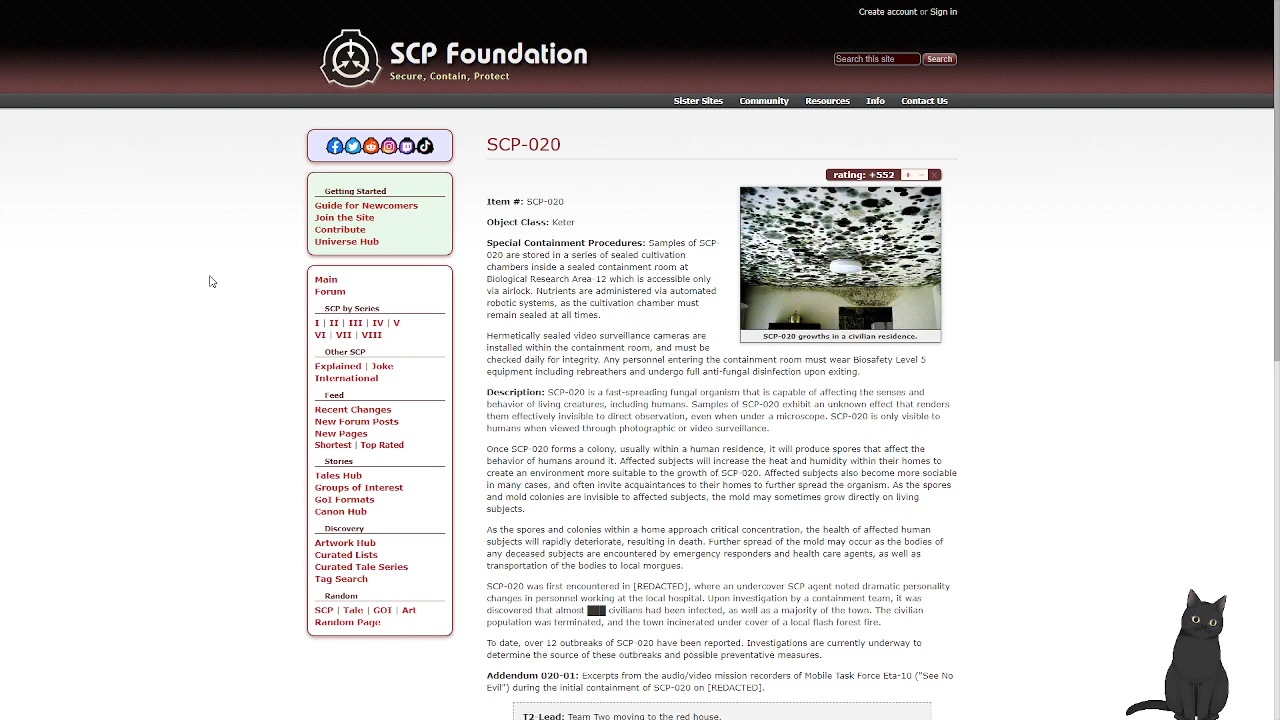 Create account or Sign in
SCP Foundation
Secure, Contain, Protect
Search this site Search
Sister Sites Community Resources Info Contact Us
Getting Started
Guide for Newcomers
Join the Site
Contribute
Universe Hub
Main
Forum
SCP by Series
I | II | III | IV | V
VI | VII | VIII
Other SCP
Explained | Joke
International
Feed
Recent Changes
New Forum Posts
New Pages
Shortest | Top Rated
Stories
Tales Hub
Groups of Interest
GoI Formats
Canon Hub
Discovery
Artwork Hub
Curated Lists
Curated Tale Series
Tag Search
Random
SCP | Tale | GOI | Art
Random Page
SCP-020
rating: +552 + − x
Item #: SCP-020
Object Class: Keter
Special Containment Procedures: Samples of SCP-
020 are stored in a series of sealed cultivation
chambers inside a sealed containment room at
Biological Research Area 12 which is accessible only
via airlock. Nutrients are administered via automated
robotic systems, as the cultivation chamber must
remain sealed at all times.
SCP-020 growths in a civilian residence.
Hermetically sealed video surveillance cameras are
installed within the containment room, and must be
checked daily for integrity. Any personnel entering the containment room must wear Biosafety Level 5
equipment including rebreathers and undergo full anti-fungal disinfection upon exiting.
Description: SCP-020 is a fast-spreading fungal organism that is capable of affecting the senses and
behavior of living creatures, including humans. Samples of SCP-020 exhibit an unknown effect that renders
them effectively invisible to direct observation, even when under a microscope. SCP-020 is only visible to
humans when viewed through photographic or video surveillance.
Once SCP-020 forms a colony, usually within a human residence, it will produce spores that affect the
behavior of humans around it. Affected subjects will increase the heat and humidity within their homes to
create an environment more suitable to the growth of SCP-020. Affected subjects also become more sociable
in many cases, and often invite acquaintances to their homes to further spread the organism. As the spores
and mold colonies are invisible to affected subjects, the mold may sometimes grow directly on living
subjects.
As the spores and colonies within a home approach critical concentration, the health of affected human
subjects will rapidly deteriorate, resulting in death. Further spread of the mold may occur as the bodies of
any deceased subjects are encountered by emergency responders and health care agents, as well as
transportation of the bodies to local morgues.
SCP-020 was first encountered in [REDACTED], where an undercover SCP agent noted dramatic personality
changes in personnel working at the local hospital. Upon investigation by a containment team, it was
discovered that almost ███ civilians had been infected, as well as a majority of the town. The civilian
population was terminated, and the town incinerated under cover of a local flash forest fire.
To date, over 12 outbreaks of SCP-020 have been reported. Investigations are currently underway to
determine the source of these outbreaks and possible preventative measures.
Addendum 020-01: Excerpts from the audio/video mission recorders of Mobile Task Force Eta-10 ("See No
Evil") during the initial containment of SCP-020 on [REDACTED].
T2-Lead: Team Two moving to the red house.